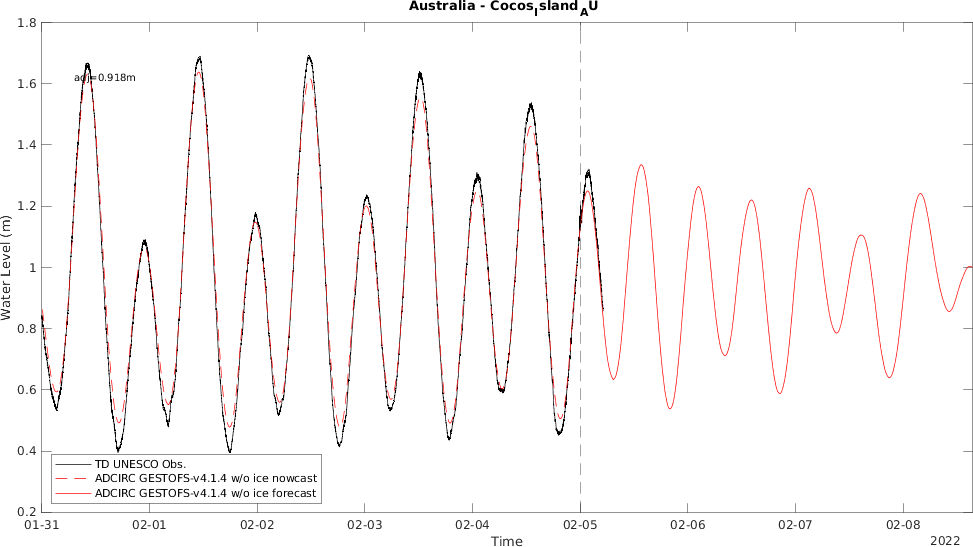 Australia - Cocos_Island_AU
adj=0.918m
1.8
1.6
1.4
1.2
1
0.8
0.6
0.4
0.2
Water Level (m)
TD UNESCO Obs.
ADCIRC GESTOFS-v4.1.4 w/o ice nowcast
ADCIRC GESTOFS-v4.1.4 w/o ice forecast
01-31 02-01 02-02 02-03 02-04 02-05 02-06 02-07 02-08
Time
2022